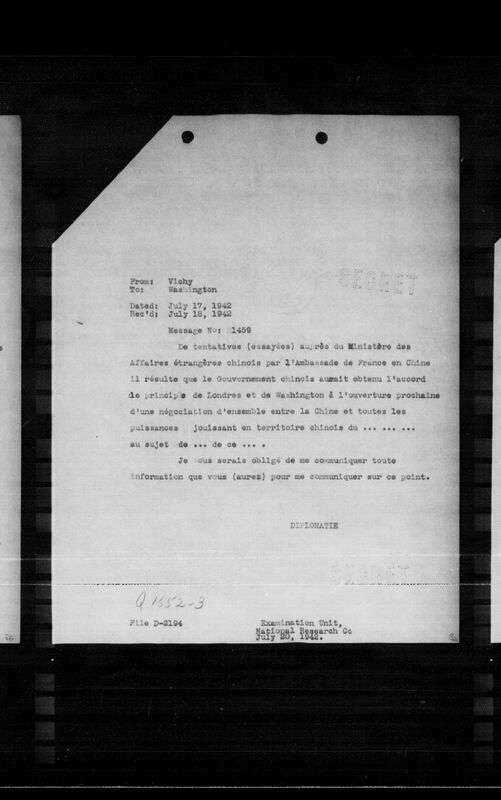 SECRET
From: Vichy
To: Washington
Dated: July 17, 1942
Rec'd: July 18, 1942
Message No: 1459
De tentatives (essayées) auprès du Ministère des
Affaires étrangères chinois par l'Ambassade de France en Chine
il résulte que le Gouvernement chinois aurait obtenu l'accord
de principe de Londres et de Washington à l'ouverture prochaine
d'une négociation d'ensemble entre la Chine et toutes les
puissances jouissant en territoire chinois du ... ... ...
au sujet de ... de ce ... .
Je vous serais obligé de me communiquer toute
information que vous (aurez) pour me communiquer sur ce point.
DIPLOMATIE
SECRET
Q 1552-3
File D-2194
Examination Unit,
National Research Co
July 20, 1942.